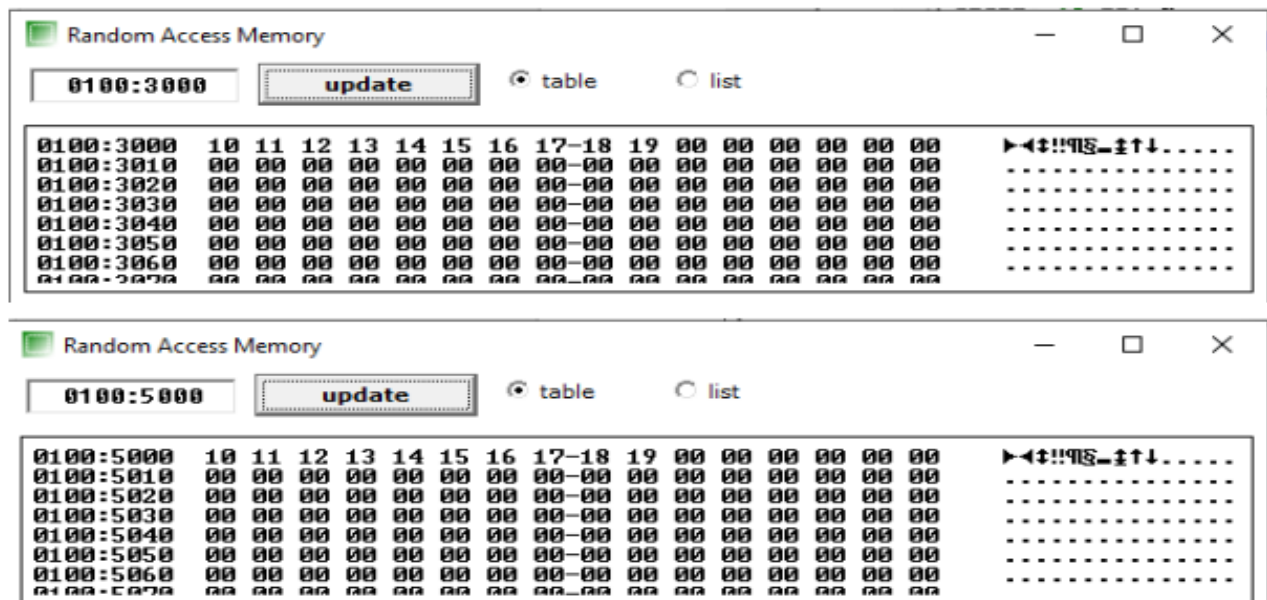 Random Access Memory
0100:3000 update table list
0100:3000 10 11 12 13 14 15 16 17-18 19 00 00 00 00 00 00 ►◄↕‼¶§▬↨↑↓......
0100:3010 00 00 00 00 00 00 00 00-00 00 00 00 00 00 00 00 ................
0100:3020 00 00 00 00 00 00 00 00-00 00 00 00 00 00 00 00 ................
0100:3030 00 00 00 00 00 00 00 00-00 00 00 00 00 00 00 00 ................
0100:3040 00 00 00 00 00 00 00 00-00 00 00 00 00 00 00 00 ................
0100:3050 00 00 00 00 00 00 00 00-00 00 00 00 00 00 00 00 ................
0100:3060 00 00 00 00 00 00 00 00-00 00 00 00 00 00 00 00 ................
Random Access Memory
0100:5000 update table list
0100:5000 10 11 12 13 14 15 16 17-18 19 00 00 00 00 00 00 ►◄↕‼¶§▬↨↑↓......
0100:5010 00 00 00 00 00 00 00 00-00 00 00 00 00 00 00 00 ................
0100:5020 00 00 00 00 00 00 00 00-00 00 00 00 00 00 00 00 ................
0100:5030 00 00 00 00 00 00 00 00-00 00 00 00 00 00 00 00 ................
0100:5040 00 00 00 00 00 00 00 00-00 00 00 00 00 00 00 00 ................
0100:5050 00 00 00 00 00 00 00 00-00 00 00 00 00 00 00 00 ................
0100:5060 00 00 00 00 00 00 00 00-00 00 00 00 00 00 00 00 ................